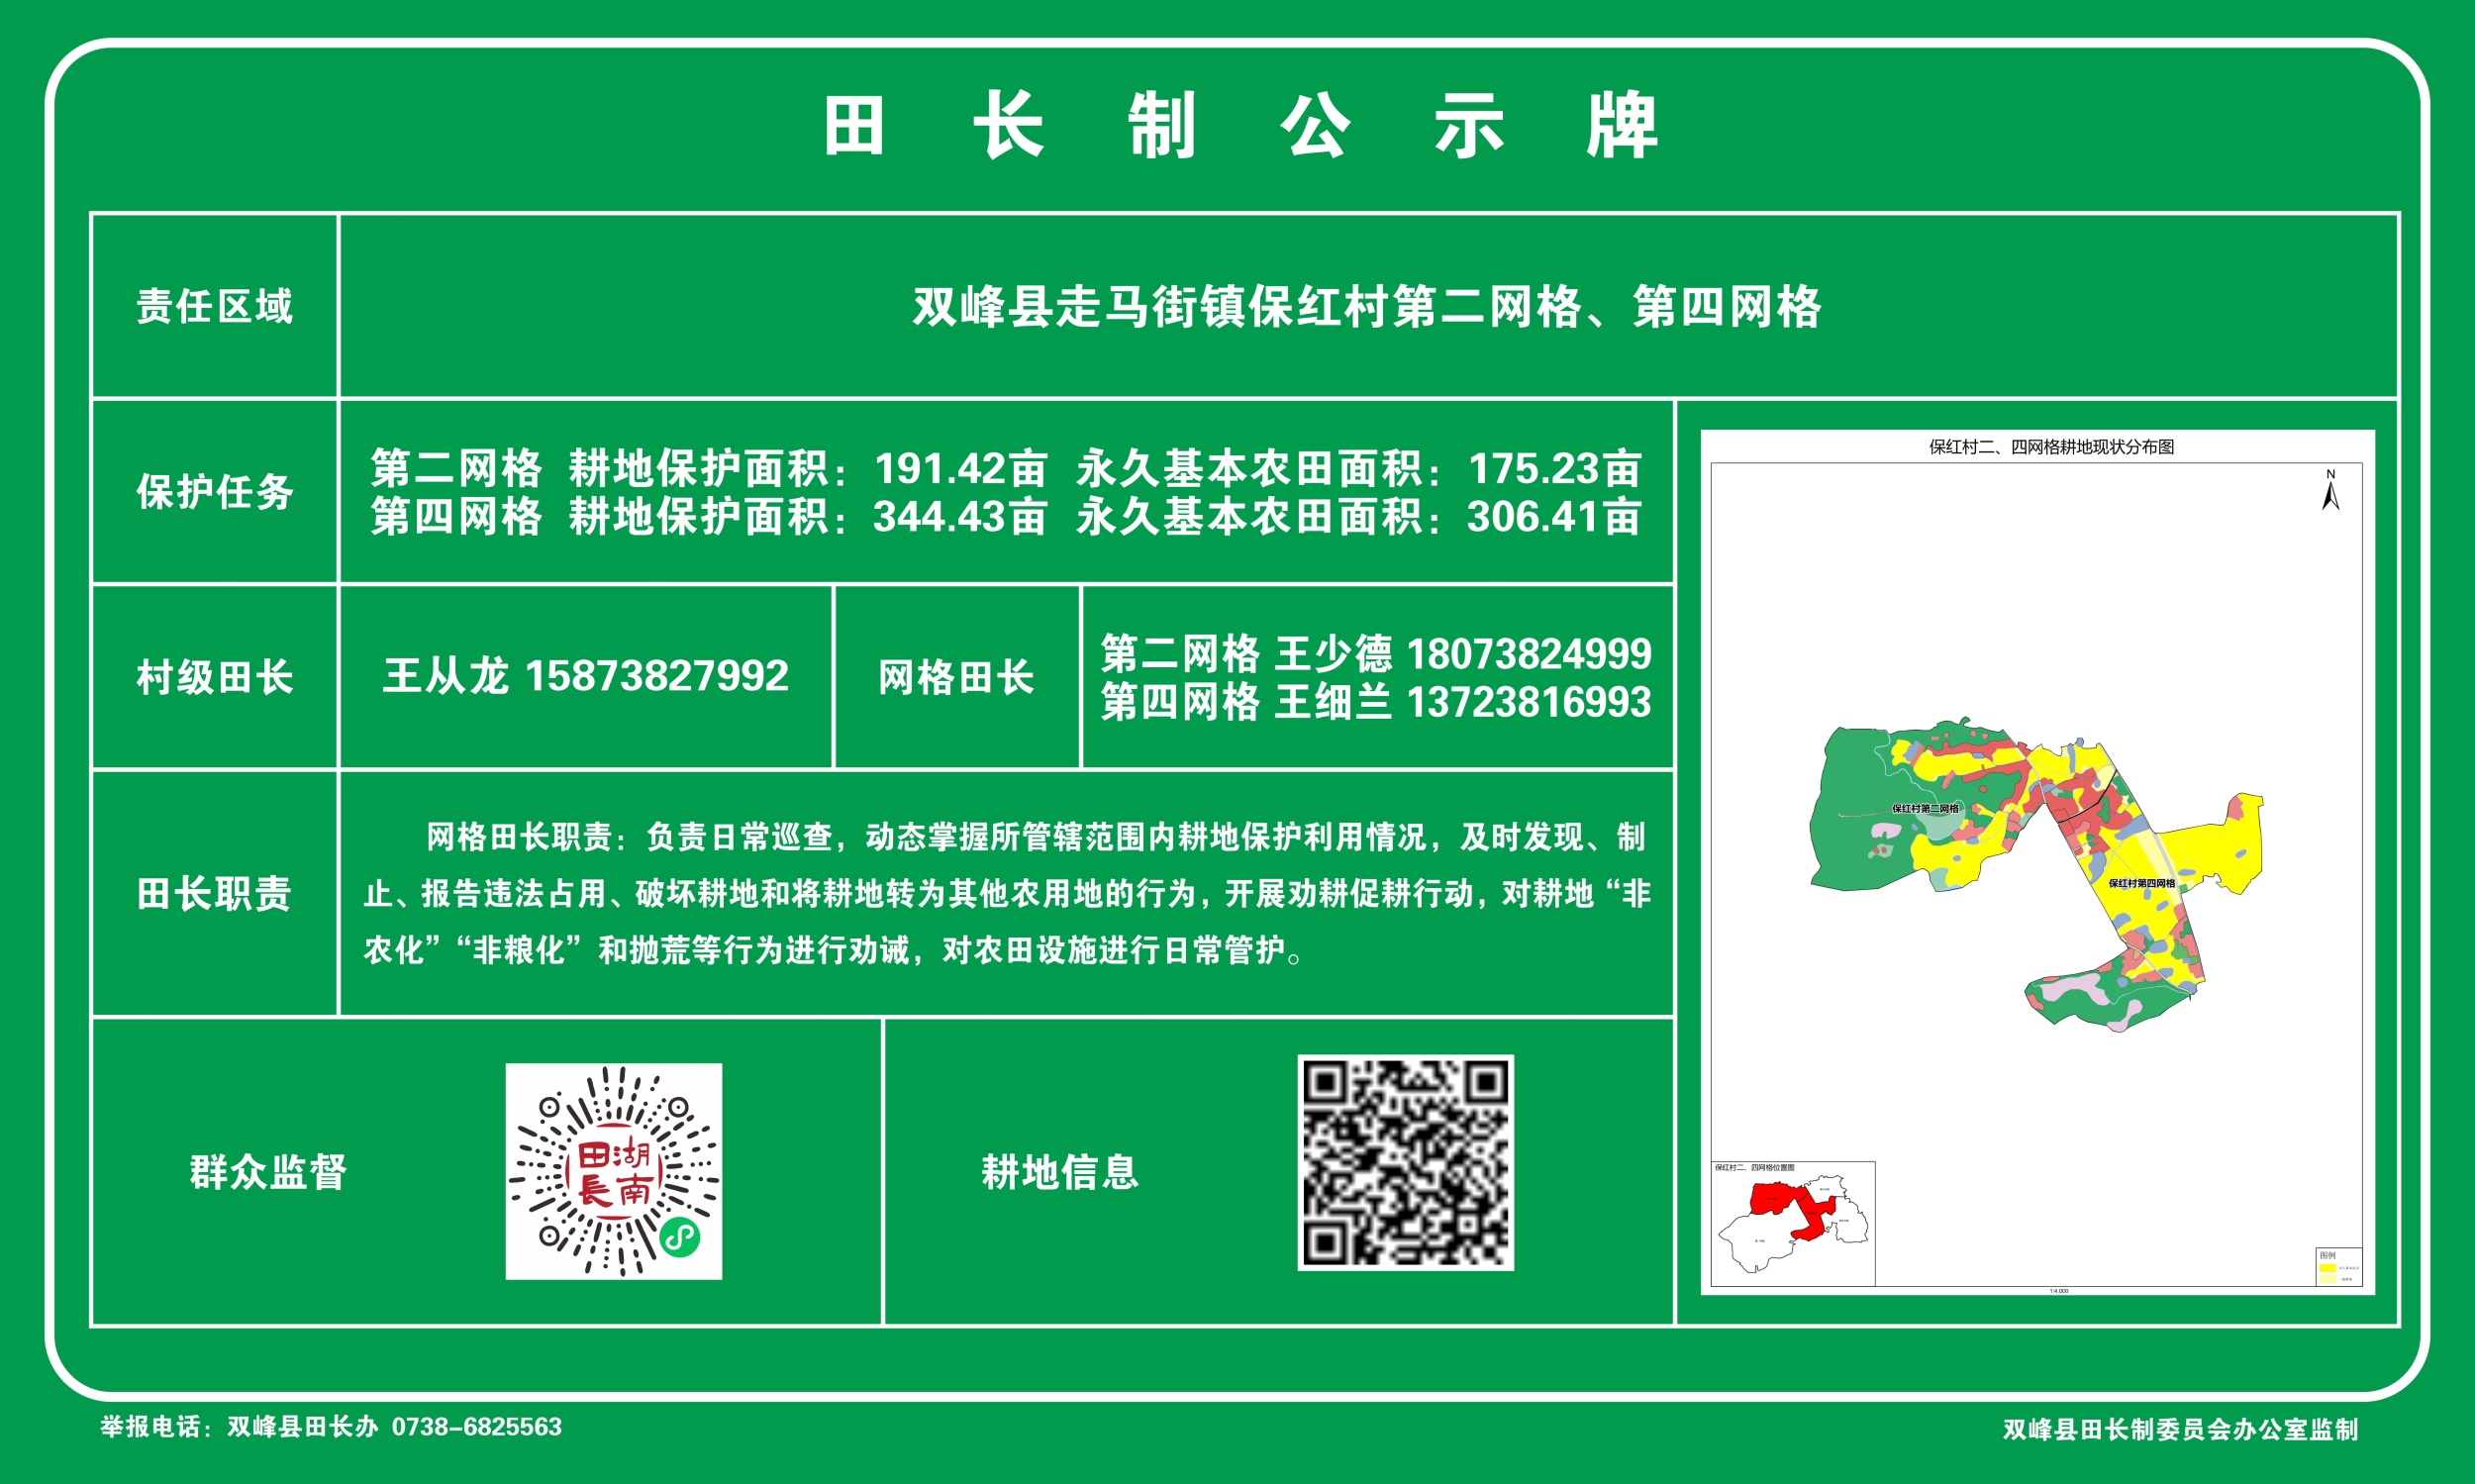 田长制公示牌
责任区域
双峰县走马街镇保红村第二网格、第四网格
保护任务
第二网格 耕地保护面积：191.42亩 永久基本农田面积：175.23亩
第四网格 耕地保护面积：344.43亩 永久基本农田面积：306.41亩
村级田长
王从龙 15873827992
网格田长
第二网格 王少德 18073824999
第四网格 王细兰 13723816993
田长职责
网格田长职责：负责日常巡查，动态掌握所管辖范围内耕地保护利用情况，及时发现、制
止、报告违法占用、破坏耕地和将耕地转为其他农用地的行为，开展劝耕促耕行动，对耕地“非
农化”“非粮化”和抛荒等行为进行劝诫，对农田设施进行日常管护。
群众监督
田湖
長南
耕地信息
保红村二、四网格耕地现状分布图
N
保红村第二网格
保红村第四网格
保红村二、四网格位置图
图例
1:4,000
举报电话：双峰县田长办 0738-6825563
双峰县田长制委员会办公室监制